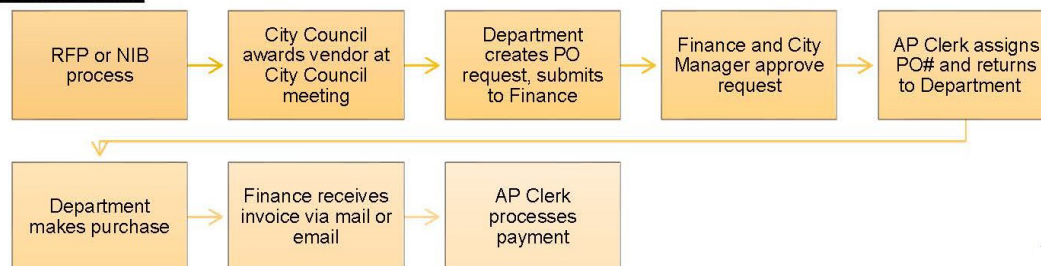 RFP or NIB
process
City Council
awards vendor at
City Council
meeting
Department
creates PO
request, submits
to Finance
Finance and City
Manager approve
request
AP Clerk assigns
PO# and returns
to Department
Department
makes purchase
Finance receives
invoice via mail or
email
AP Clerk
processes
payment